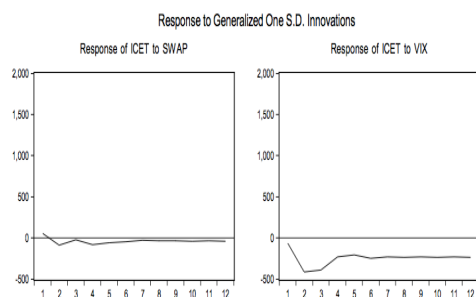 Response to Generalized One S.D. Innovations
Response of ICET to SWAP
Response of ICET to VIX
2,000
1,500
1,000
500
0
-500
1 2 3 4 5 6 7 8 9 10 11 12
2,000
1,500
1,000
500
0
-500
1 2 3 4 5 6 7 8 9 10 11 12